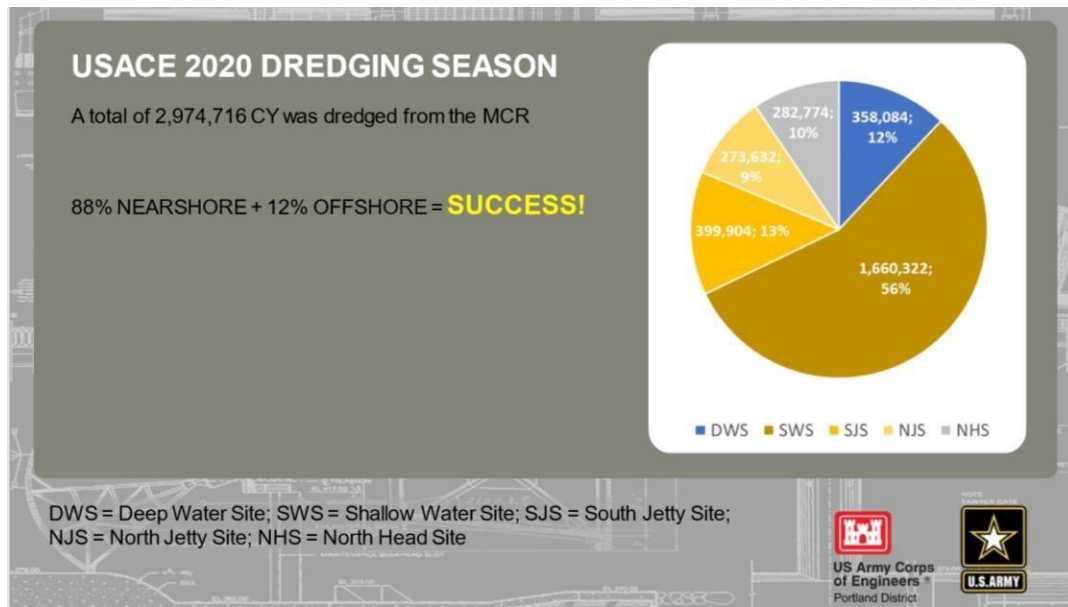 USACE 2020 DREDGING SEASON
A total of 2,974,716 CY was dredged from the MCR
88% NEARSHORE + 12% OFFSHORE = SUCCESS!
282,774;
10%
358,084;
12%
273,632;
9%
399,904; 13%
1,660,322;
56%
DWS SWS SJS NJS NHS
DWS = Deep Water Site; SWS = Shallow Water Site; SJS = South Jetty Site;
NJS = North Jetty Site; NHS = North Head Site
US Army Corps
of Engineers ®
Portland District
U.S.ARMY